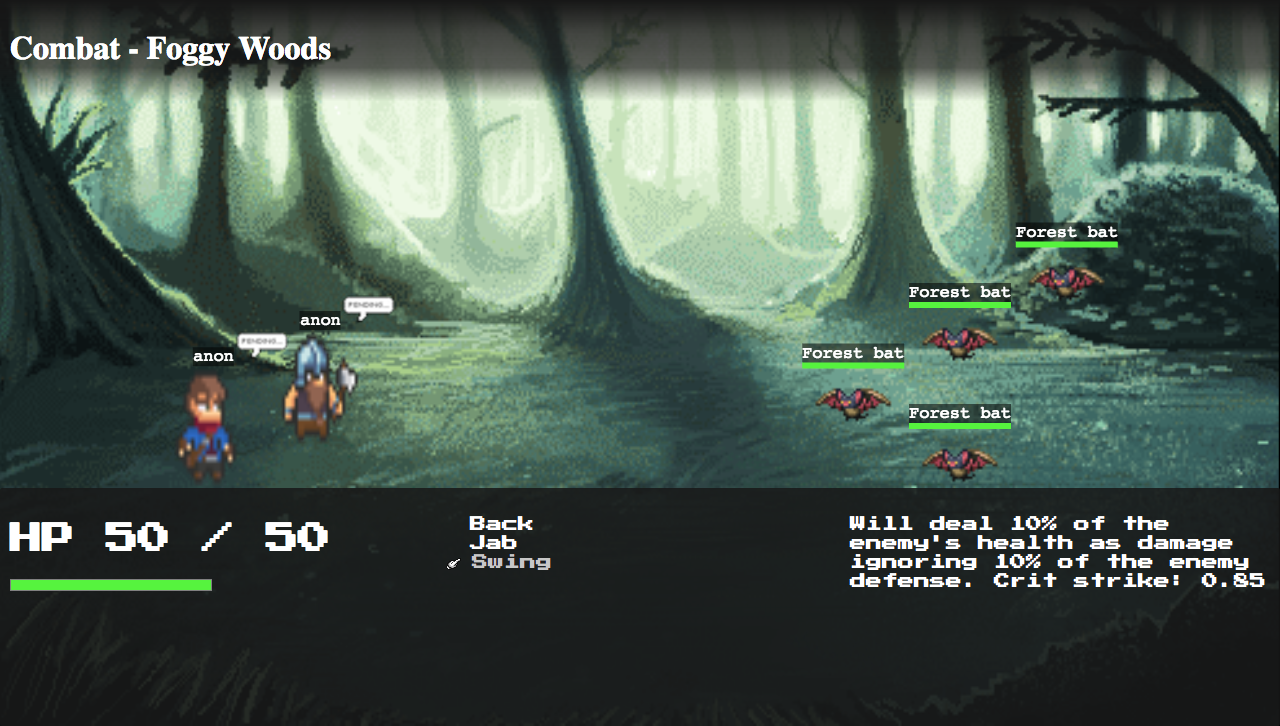 Combat - Foggy Woods
Forest bat
Forest bat
PENDING...
anon
PENDING...
anon
Forest bat
Forest bat
HP 50 / 50
Back
Jab
Swing
Will deal 10% of the
enemy's health as damage
ignoring 10% of the enemy
defense. Crit strike: 0.85